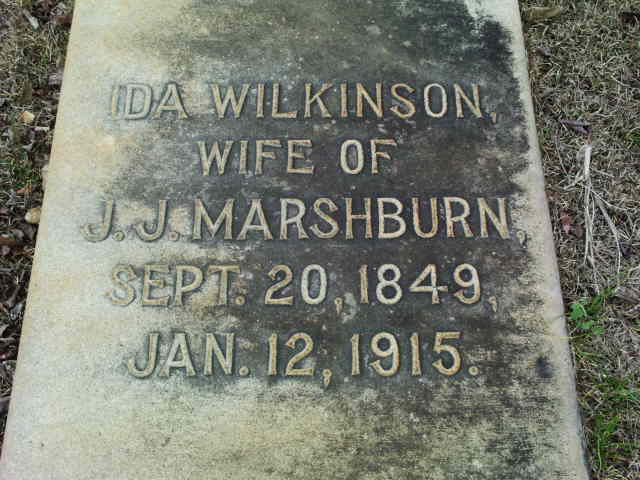 IDA WILKINSON,
WIFE OF
J. J. MARSHBURN,
SEPT. 20, 1849,
JAN. 12, 1915.